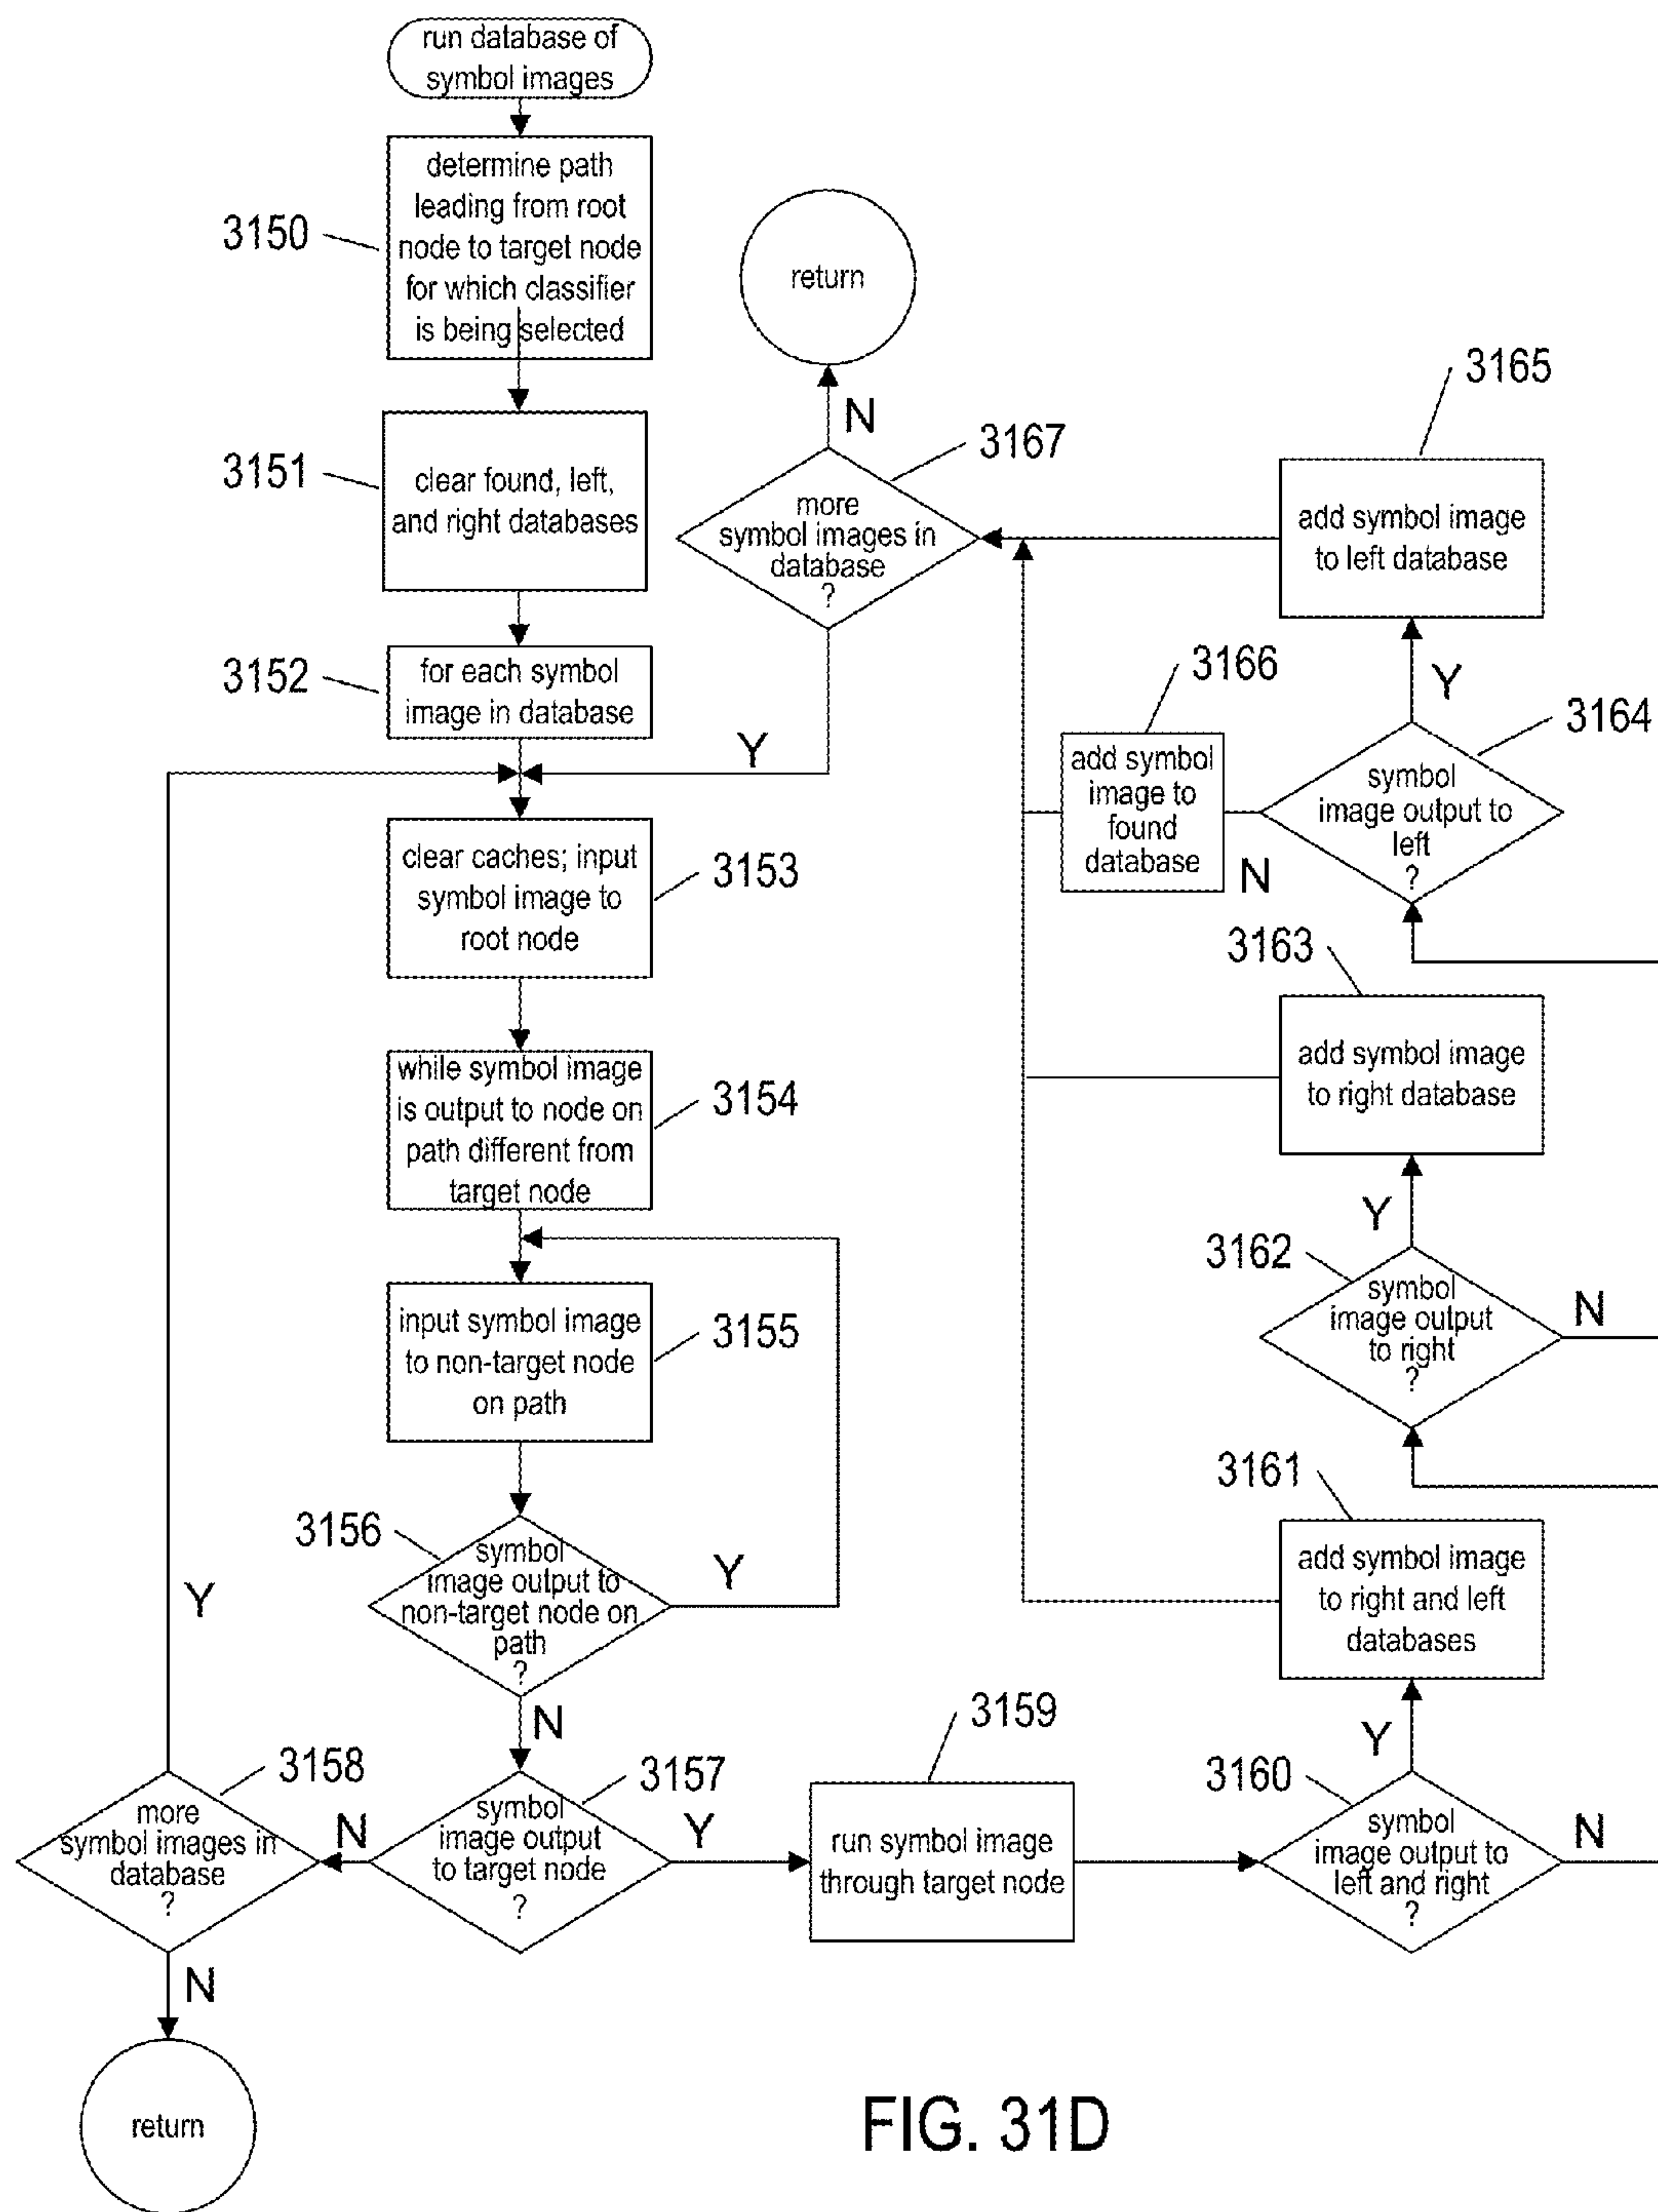 run database of
symbol images
3150
determine path
leading from root
node to target node
for which classifier
is being selected
3151
clear found, left,
and right databases
3152
for each symbol
image in database
3153
clear caches; input
symbol image to
root node
3154
while symbol image
is output to node on
path different from
target node
3155
input symbol image
to non-target node
on path
3156
symbol
image output to
non-target node on
path
?
Y
N
3157
symbol
image output
to target node
?
N
Y
3158
more
symbol images in
database
?
Y
N
return
3159
run symbol image
through target node
3160
symbol
image output to
left and right
?
Y
N
3161
add symbol image
to right and left
databases
3162
symbol
image output
to right
?
Y
N
3163
add symbol image
to right database
3164
symbol
image output to
left
?
Y
N
3165
add symbol image
to left database
3166
add symbol
image to
found
database
3167
more
symbol images in
database
?
N
Y
return
FIG. 31D